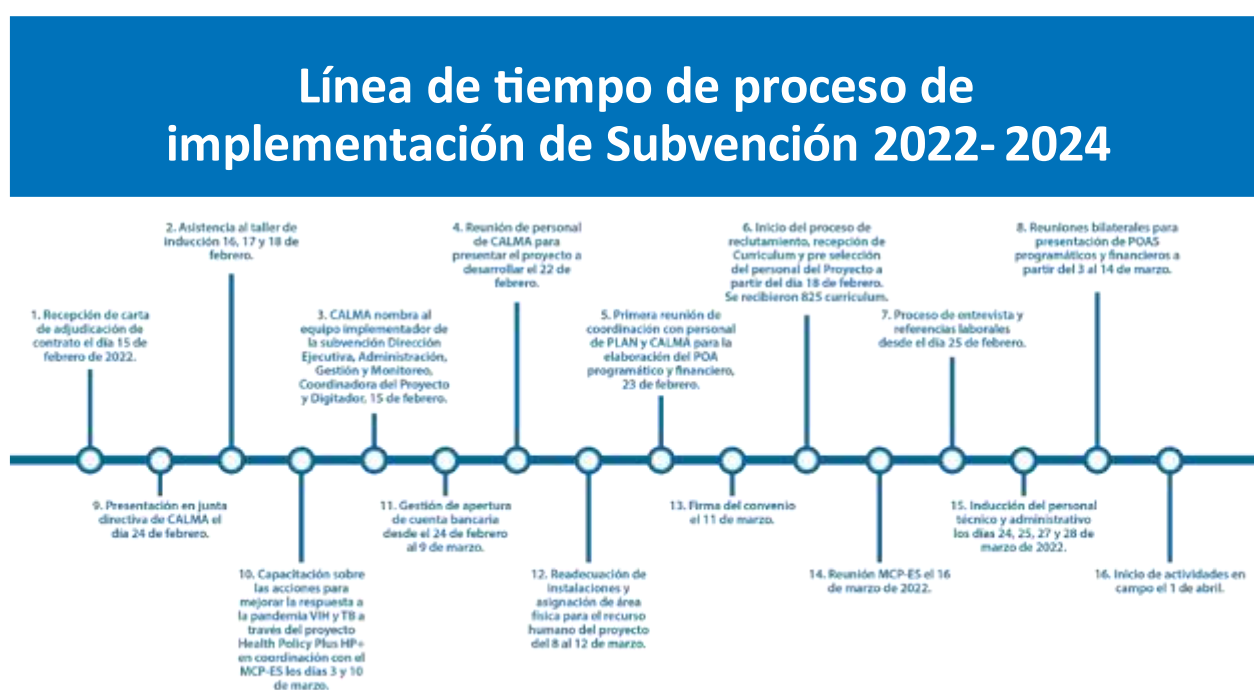 Línea de tiempo de proceso de
implementación de Subvención 2022- 2024
1. Recepción de carta
de adjudicación de
contrato el día 15 de
febrero de 2022.
2. Asistencia al taller de
inducción 16, 17 y 18 de
febrero.
3. CALMA nombra al
equipo implementador de
la subvención Dirección
Ejecutiva, Administración,
Gestión y Monitoreo,
Coordinadora del Proyecto
y Digitador, 15 de febrero.
4. Reunión de personal
de CALMA para
presentar el proyecto a
desarrollar el 22 de
febrero.
5. Primera reunión de
coordinación con personal
de PLAN y CALMA para la
elaboración del POA
programático y financiero,
23 de febrero.
6. Inicio del proceso de
reclutamiento, recepción de
Curriculum y pre selección
del personal del Proyecto a
partir del día 18 de febrero.
Se recibieron 825 curriculum.
7. Proceso de entrevista y
referencias laborales
desde el día 25 de febrero.
8. Reuniones bilaterales para
presentación de POAS
programáticos y financieros a
partir del 3 al 14 de marzo.
9. Presentación en junta
directiva de CALMA el
día 24 de febrero.
10. Capacitación sobre
las acciones para
mejorar la respuesta a
la pandemia VIH y TB a
través del proyecto
Health Policy Plus HP+
en coordinación con el
MCP-ES los días 3 y 10
de marzo.
11. Gestión de apertura
de cuenta bancaria
desde el 24 de febrero
al 9 de marzo.
12. Readecuación de
instalaciones y
asignación de área
física para el recurso
humano del proyecto
del 8 al 12 de marzo.
13. Firma del convenio
el 11 de marzo.
14. Reunión MCP-ES el 16
de marzo de 2022.
15. Inducción del personal
técnico y administrativo
los días 24, 25, 27 y 28 de
marzo de 2022.
16. Inicio de actividades en
campo el 1 de abril.